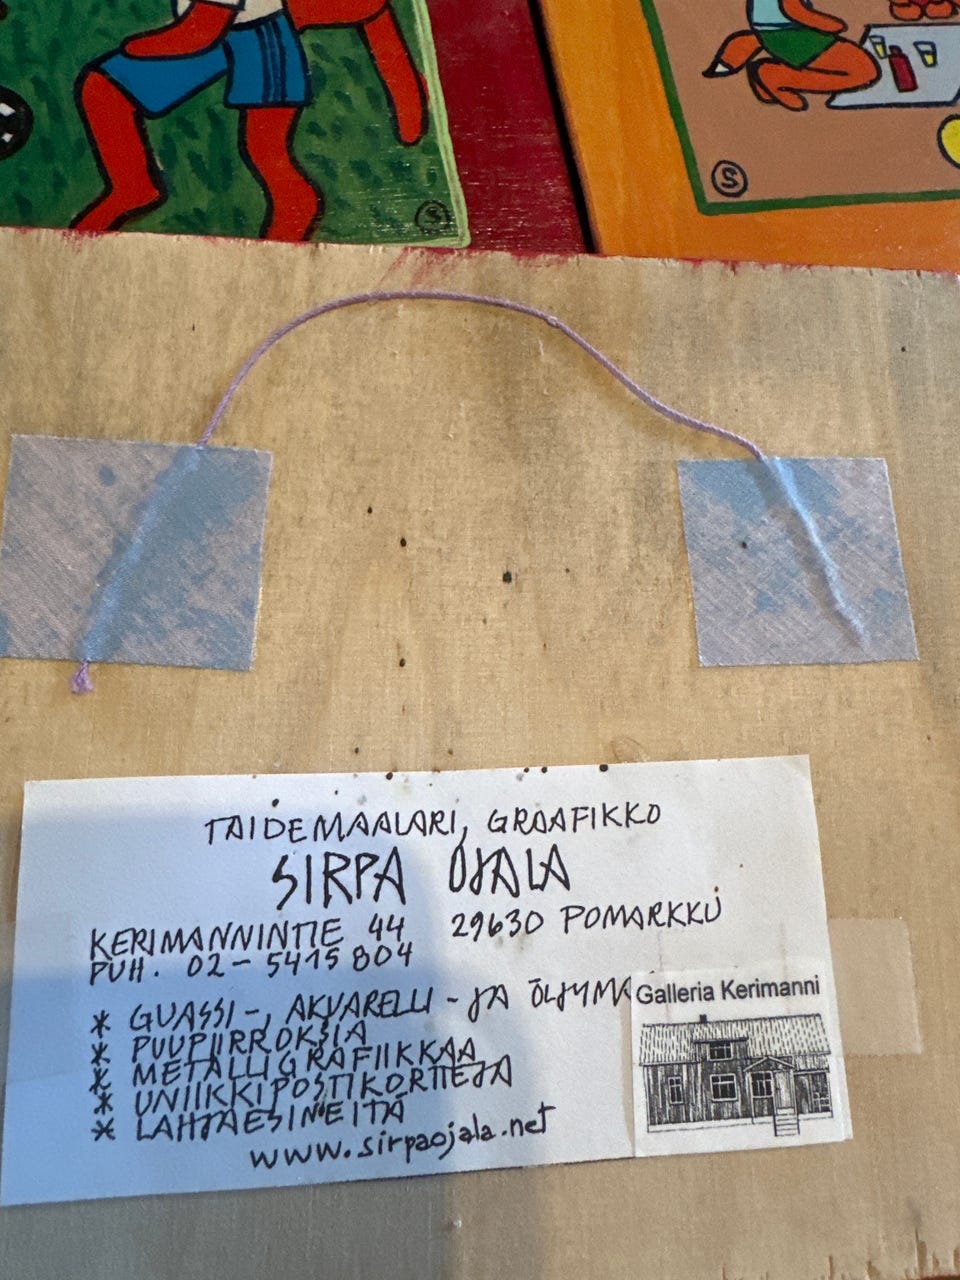 S
S
TAIDEMAALARI, GRAAFIKKO
SIRPA OJALA
KERIMANNINTIE 44 29630 POMARKKU
PUH. 02-5415804
* GUASSI-, AKVARELLI- JA ÖLJYMA
* PUUPIIRROKSIA
* METALLIGRAFIIKKAA
* UNIIKKIPOSTIKORTTEJA
* LAHJAESINEITÄ
www.sirpaojala.net
Galleria Kerimanni